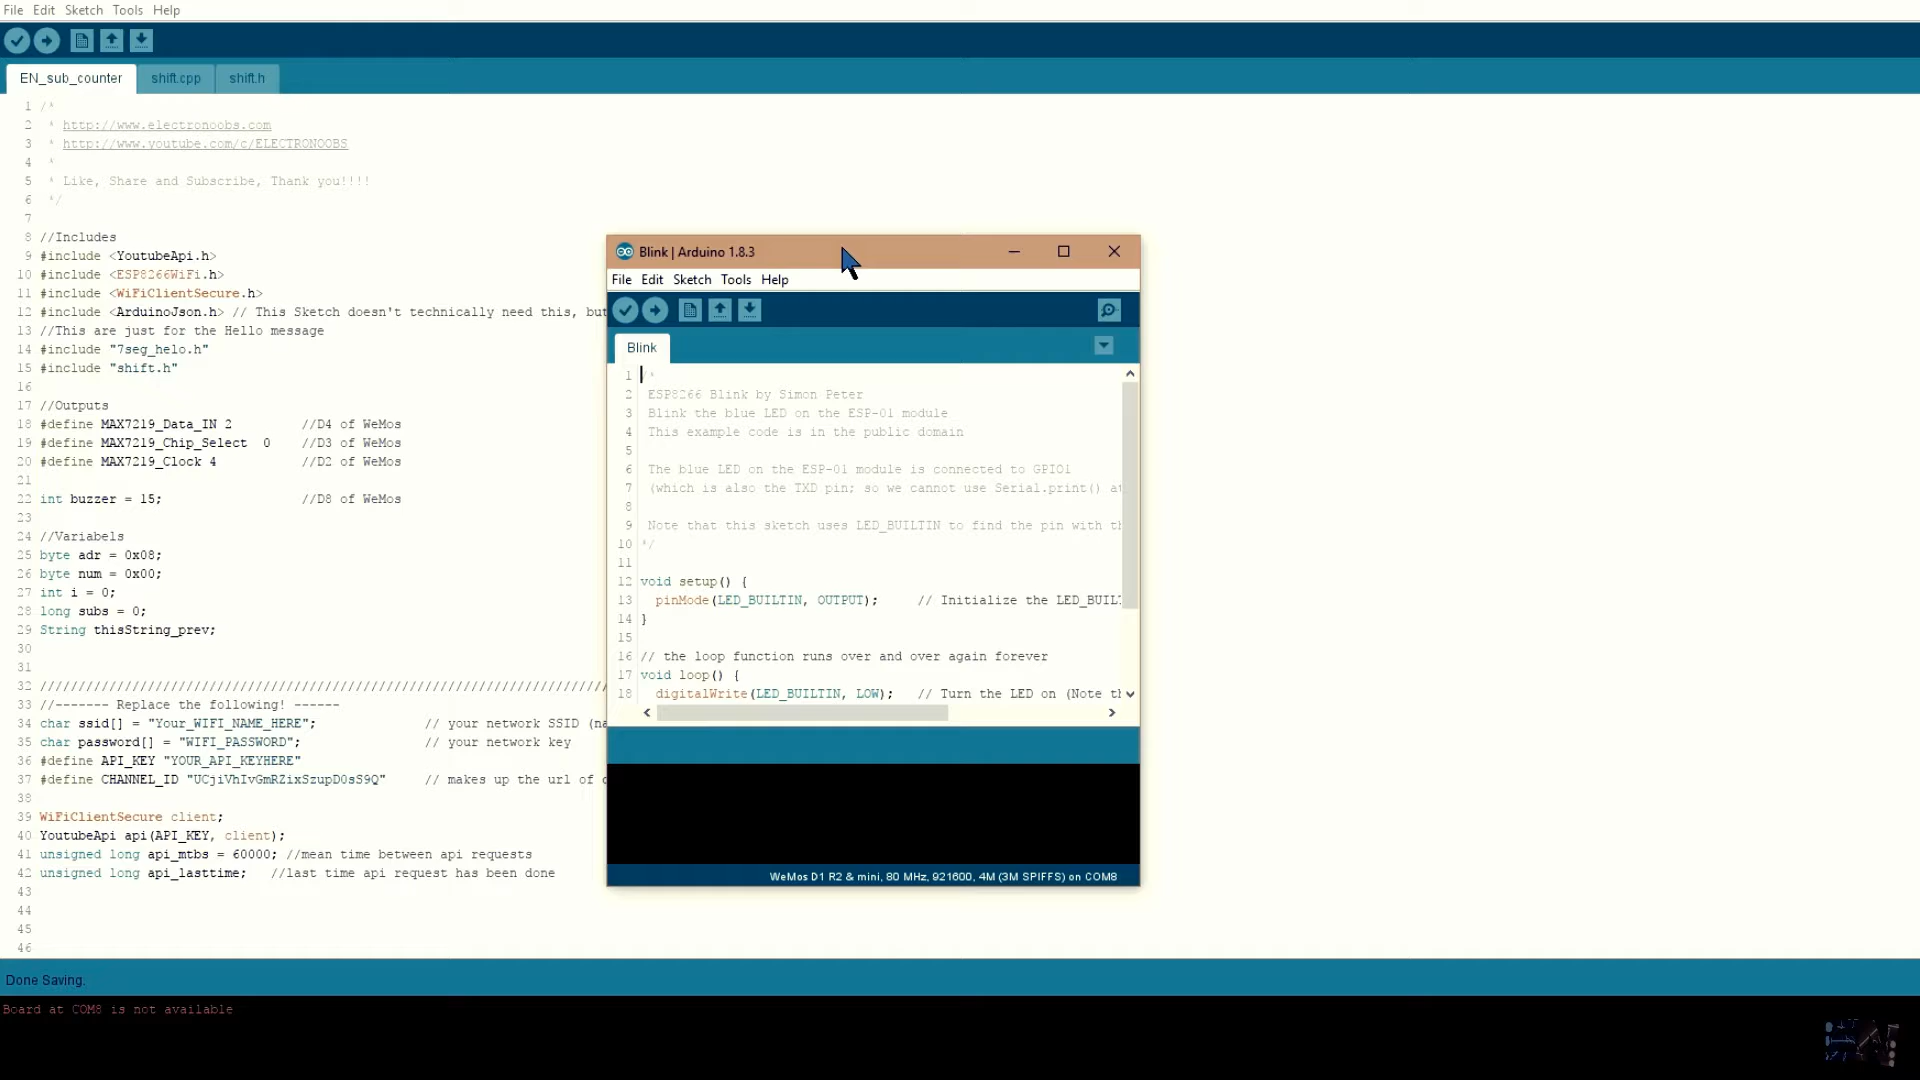 File Edit Sketch Tools Help
EN_sub_counter shift.cpp shift.h
1 /*
2 * http://www.electronoobs.com
3 * http://www.youtube.com/c/ELECTRONOOBS
4 *
5 * Like, Share and Subscribe, Thank you!!!!
6 */
7
8 //Includes
9 #include <YoutubeApi.h>
10 #include <ESP8266WiFi.h>
11 #include <WiFiClientSecure.h>
12 #include <ArduinoJson.h> // This Sketch doesn't technically need this, but
13 //This are just for the Hello message
14 #include "7seg_helo.h"
15 #include "shift.h"
16
17 //Outputs
18 #define MAX7219_Data_IN 2 //D4 of WeMos
19 #define MAX7219_Chip_Select 0 //D3 of WeMos
20 #define MAX7219_Clock 4 //D2 of WeMos
21
22 int buzzer = 15; //D8 of WeMos
23
24 //Variabels
25 byte adr = 0x08;
26 byte num = 0x00;
27 int i = 0;
28 long subs = 0;
29 String thisString_prev;
30
31
32 //////////////////////////////////////////////////////////////////////////
33 //------- Replace the following! ------
34 char ssid[] = "Your_WIFI_NAME_HERE"; // your network SSID (na
35 char password[] = "WIFI_PASSWORD"; // your network key
36 #define API_KEY "YOUR_API_KEYHERE"
37 #define CHANNEL_ID "UCjiVhIvGmRZixSzupD0sS9Q" // makes up the url of c
38
39 WiFiClientSecure client;
40 YoutubeApi api(API_KEY, client);
41 unsigned long api_mtbs = 60000; //mean time between api requests
42 unsigned long api_lasttime; //last time api request has been done
43
44
45
46
Done Saving.
Board at COM8 is not available
Blink | Arduino 1.8.3
File Edit Sketch Tools Help
Blink
1 /*
2 ESP8266 Blink by Simon Peter
3 Blink the blue LED on the ESP-01 module
4 This example code is in the public domain
5
6 The blue LED on the ESP-01 module is connected to GPIO1
7 (which is also the TXD pin; so we cannot use Serial.print() at
8
9 Note that this sketch uses LED_BUILTIN to find the pin with th
10 */
11
12 void setup() {
13 pinMode(LED_BUILTIN, OUTPUT); // Initialize the LED_BUILT
14 }
15
16 // the loop function runs over and over again forever
17 void loop() {
18 digitalWrite(LED_BUILTIN, LOW); // Turn the LED on (Note th
WeMos D1 R2 & mini, 80 MHz, 921600, 4M (3M SPIFFS) on COM8